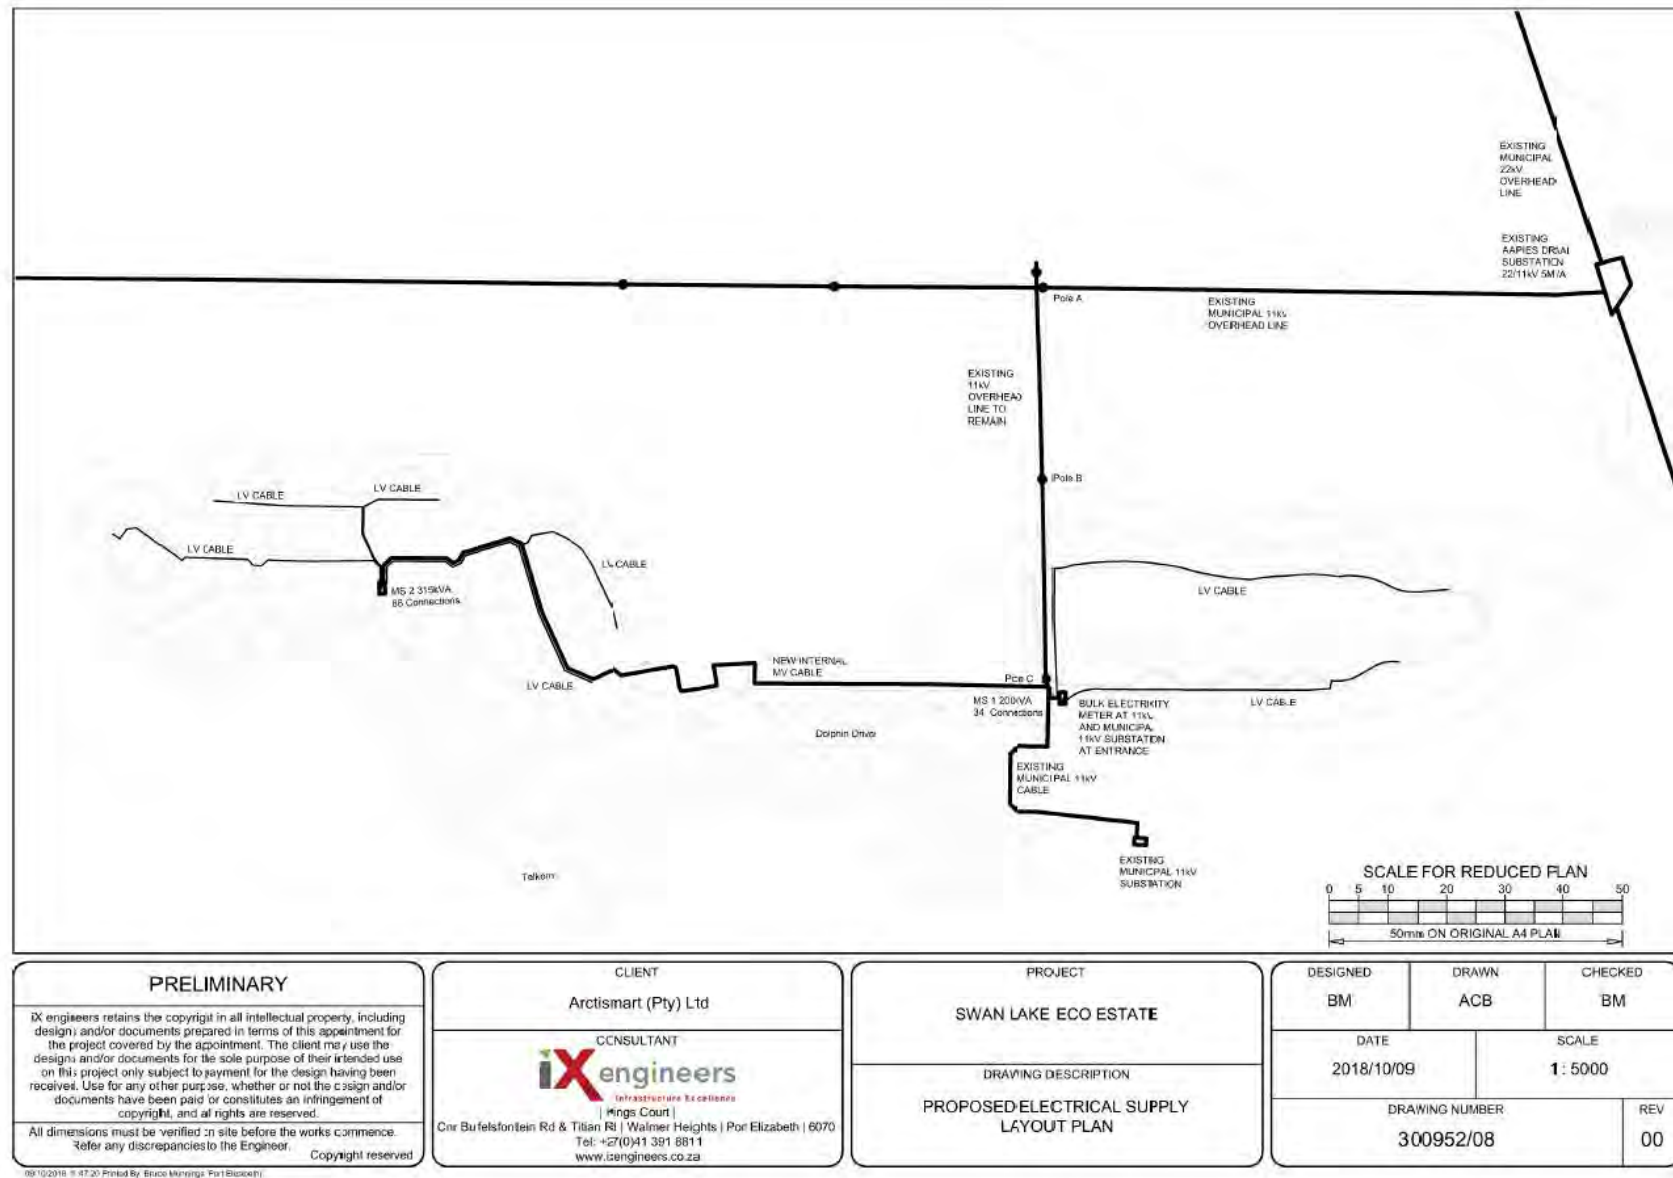 EXISTING
MUNICIPAL
22kV
OVERHEAD
LINE
EXISTING
AAPIES DRAAI
SUBSTATION
22/11kV 5MVA
Pole A
EXISTING
MUNICIPAL 11kV
OVERHEAD LINE
EXISTING
11kV
OVERHEAD
LINE TO
REMAIN
Pole B
LV CABLE
LV CABLE
LV CABLE
LV CABLE
MS 2 315kVA
86 Connections
LV CABLE
NEW INTERNAL
MV CABLE
LV CABLE
Pole C
MS 1 200kVA
34 Connections
BULK ELECTRICITY
METER AT 11kV
AND MUNICIPAL
11kV SUBSTATION
AT ENTRANCE
LV CABLE
Dolphin Drive
EXISTING
MUNICIPAL 11kV
CABLE
EXISTING
MUNICPAL 11kV
SUBSTATION
Telkom
SCALE FOR REDUCED PLAN
0 5 10 20 30 40 50
50mm ON ORIGINAL A4 PLAN
PRELIMINARY
iX engineers retains the copyright in all intellectual property, including
designs and/or documents prepared in terms of this appointment for
the project covered by the appointment. The client may use the
designs and/or documents for the sole purpose of their intended use
on this project only subject to payment for the design having been
received. Use for any other purpose, whether or not the design and/or
documents have been paid for constitutes an infringement of
copyright, and all rights are reserved.
All dimensions must be verified on site before the works commence.
Refer any discrepancies to the Engineer.
Copyright reserved
CLIENT
Arctismart (Pty) Ltd
CONSULTANT
iX engineers
Infrastructure Excellence
| Kings Court |
Cnr Buffelsfontein Rd & Titian Rd | Walmer Heights | Port Elizabeth | 6070
Tel: +27(0)41 391 8811
www.ixengineers.co.za
PROJECT
SWAN LAKE ECO ESTATE
DRAWING DESCRIPTION
PROPOSED ELECTRICAL SUPPLY
LAYOUT PLAN
DESIGNED DRAWN CHECKED
BM ACB BM
DATE SCALE
2018/10/09 1 : 5000
DRAWING NUMBER REV
300952/08 00
Printed By: Bruce